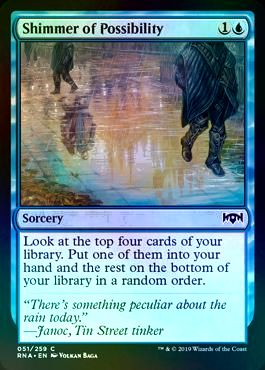 Shimmer of Possibility 1
Sorcery
Look at the top four cards of your
library. Put one of them into your
hand and the rest on the bottom of
your library in a random order.
“There’s something peculiar about the
rain today.”
—Janoc, Tin Street tinker
051/259 C
RNA • EN Volkan Baga
™ & © 2019 Wizards of the Coast